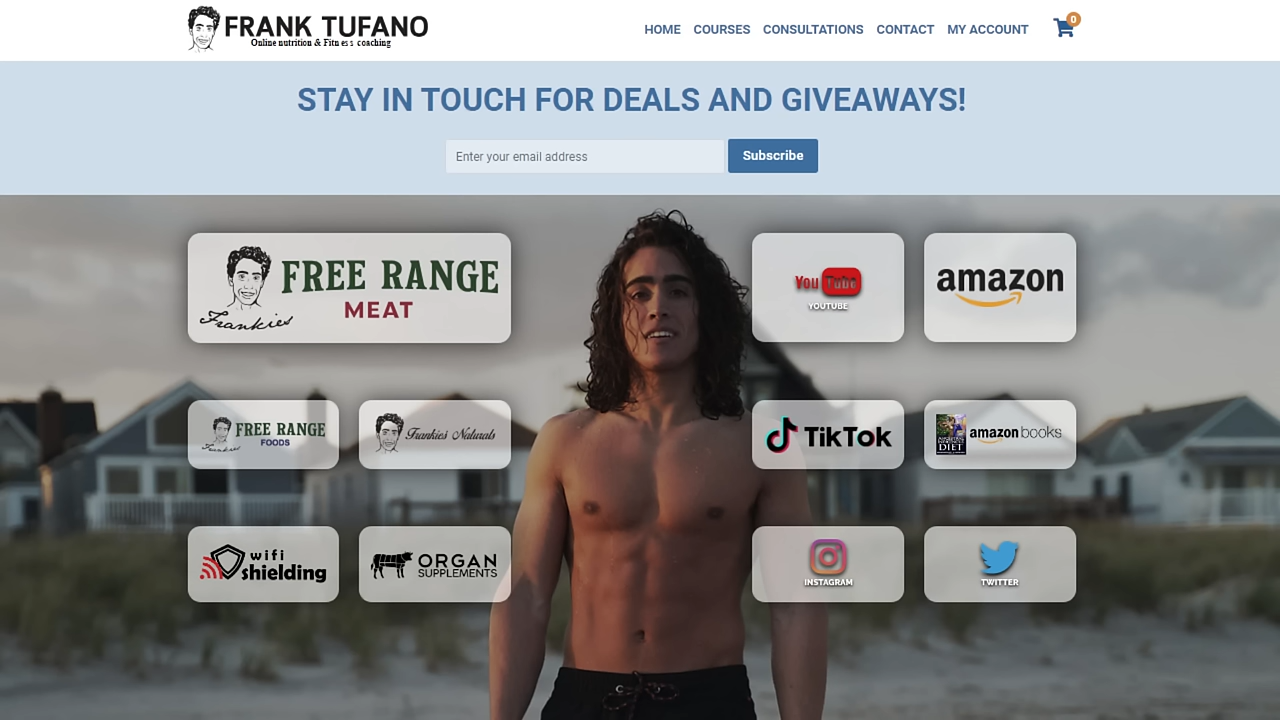 FRANK TUFANO
Online nutrition & Fitness coaching
HOME COURSES CONSULTATIONS CONTACT MY ACCOUNT
0
STAY IN TOUCH FOR DEALS AND GIVEAWAYS!
Enter your email address
Subscribe
FREE RANGE
MEAT
Frankies
YouTube
YOUTUBE
amazon
FREE RANGE
FOODS
Frankies
Frankies Naturals
TikTok
DIET
amazon books
wifi
shielding
ORGAN
SUPPLEMENTS
INSTAGRAM
TWITTER